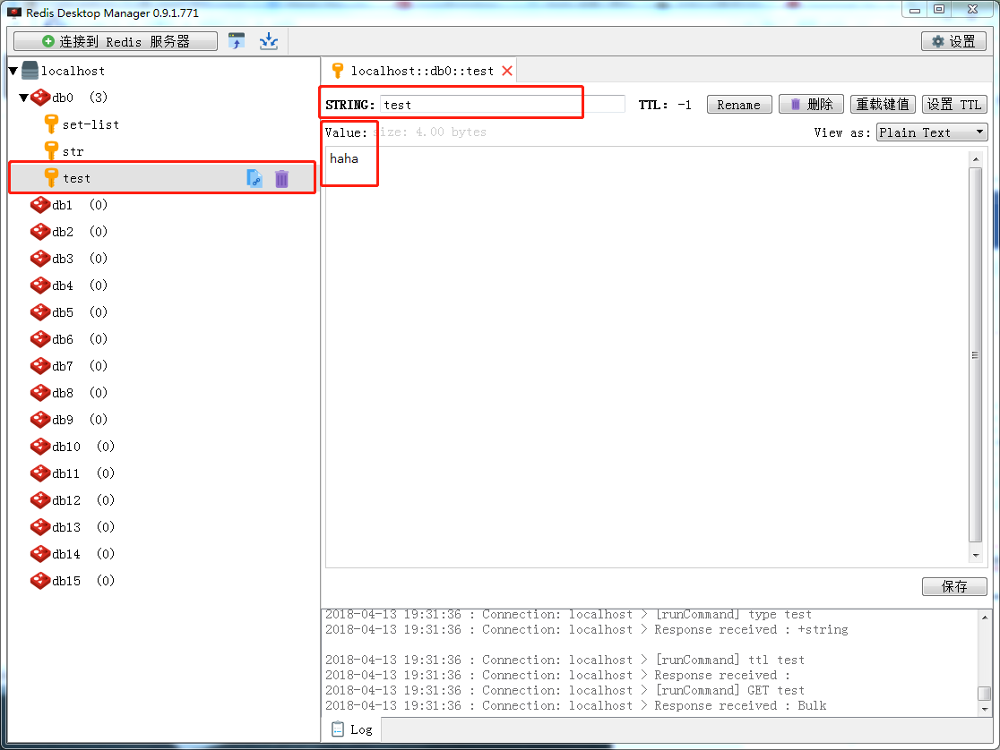 Redis Desktop Manager 0.9.1.771
连接到 Redis 服务器
设置
localhost
db0 (3)
set-list
str
test
db1 (0)
db2 (0)
db3 (0)
db4 (0)
db5 (0)
db6 (0)
db7 (0)
db8 (0)
db9 (0)
db10 (0)
db11 (0)
db12 (0)
db13 (0)
db14 (0)
db15 (0)
localhost::db0::test
STRING: test TTL: -1 Rename 删除 重载键值 设置 TTL
Value: size: 4.00 bytes View as: Plain Text
haha
保存
2018-04-13 19:31:36 : Connection: localhost > [runCommand] type test
2018-04-13 19:31:36 : Connection: localhost > Response received : +string
2018-04-13 19:31:36 : Connection: localhost > [runCommand] ttl test
2018-04-13 19:31:36 : Connection: localhost > Response received :
2018-04-13 19:31:36 : Connection: localhost > [runCommand] GET test
2018-04-13 19:31:36 : Connection: localhost > Response received : Bulk
Log